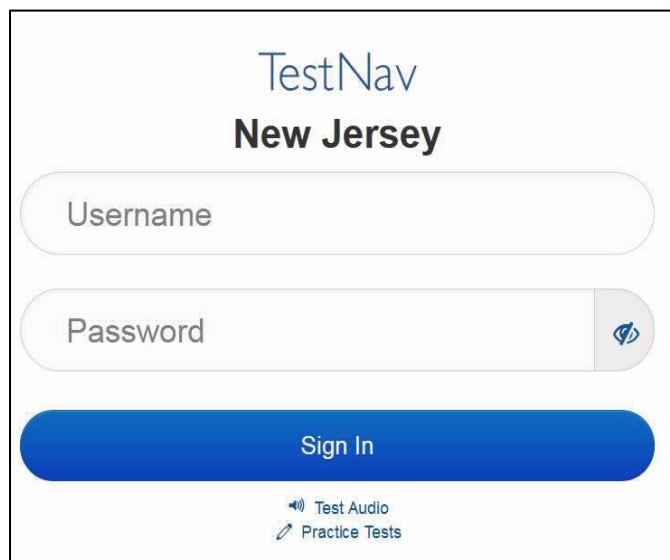 TestNav
New Jersey
Username
Password
Sign In
Test Audio
Practice Tests